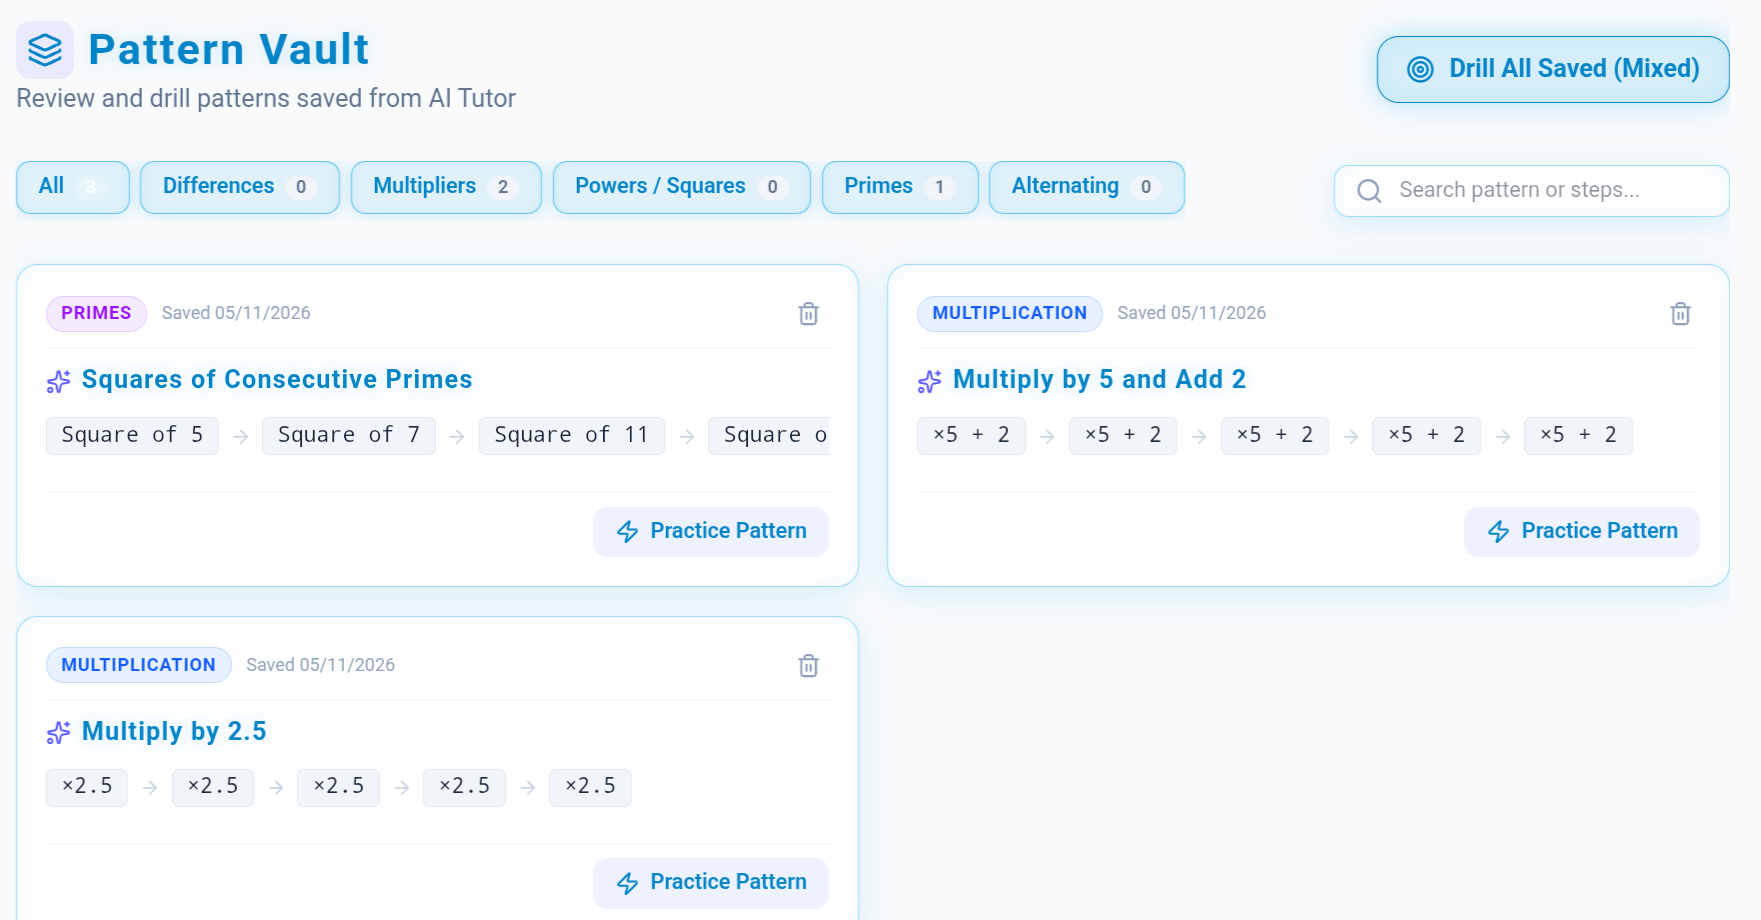 Pattern Vault
Review and drill patterns saved from AI Tutor
Drill All Saved (Mixed)
All 3 Differences 0 Multipliers 2 Powers / Squares 0 Primes 1 Alternating 0
Search pattern or steps...
PRIMES Saved 05/11/2026
Squares of Consecutive Primes
Square of 5 → Square of 7 → Square of 11 → Square o
Practice Pattern
MULTIPLICATION Saved 05/11/2026
Multiply by 5 and Add 2
×5 + 2 → ×5 + 2 → ×5 + 2 → ×5 + 2 → ×5 + 2
Practice Pattern
MULTIPLICATION Saved 05/11/2026
Multiply by 2.5
×2.5 → ×2.5 → ×2.5 → ×2.5 → ×2.5
Practice Pattern